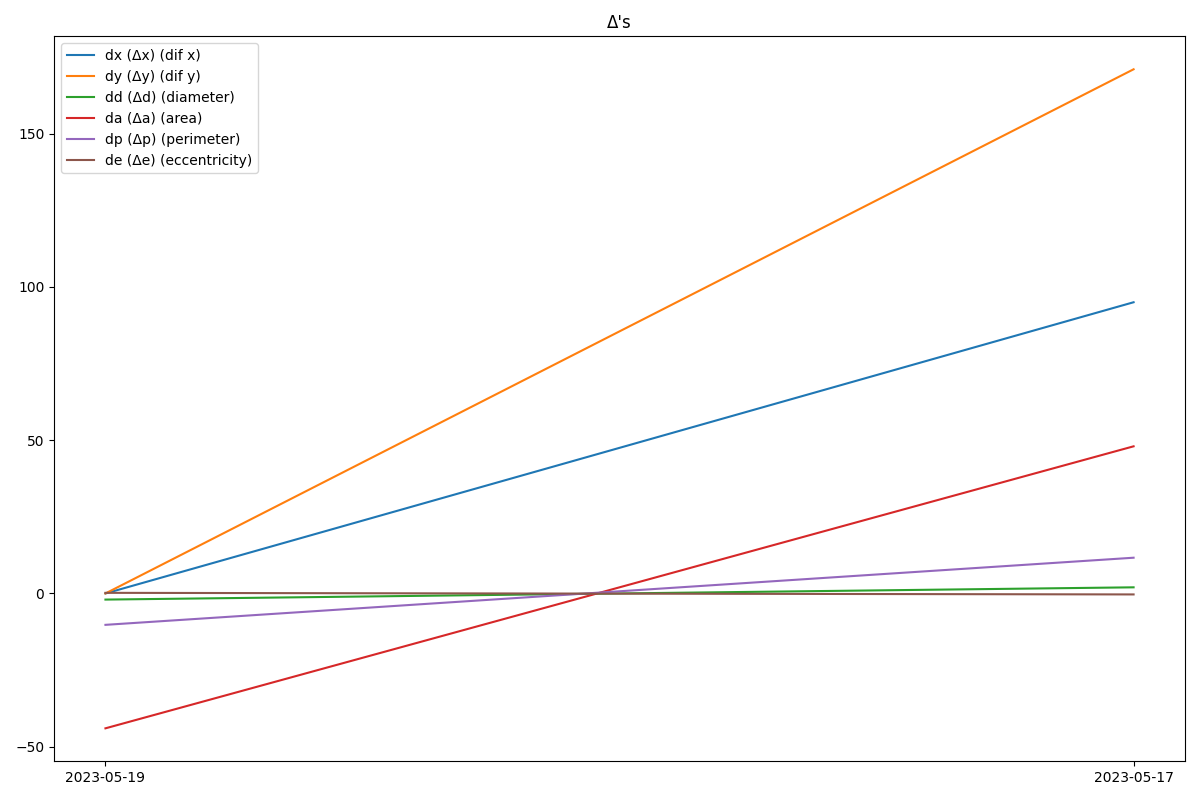 Δ's
dx (Δx) (dif x)
dy (Δy) (dif y)
dd (Δd) (diameter)
da (Δa) (area)
dp (Δp) (perimeter)
de (Δe) (eccentricity)
150
100
50
0
−50
2023-05-19
2023-05-17